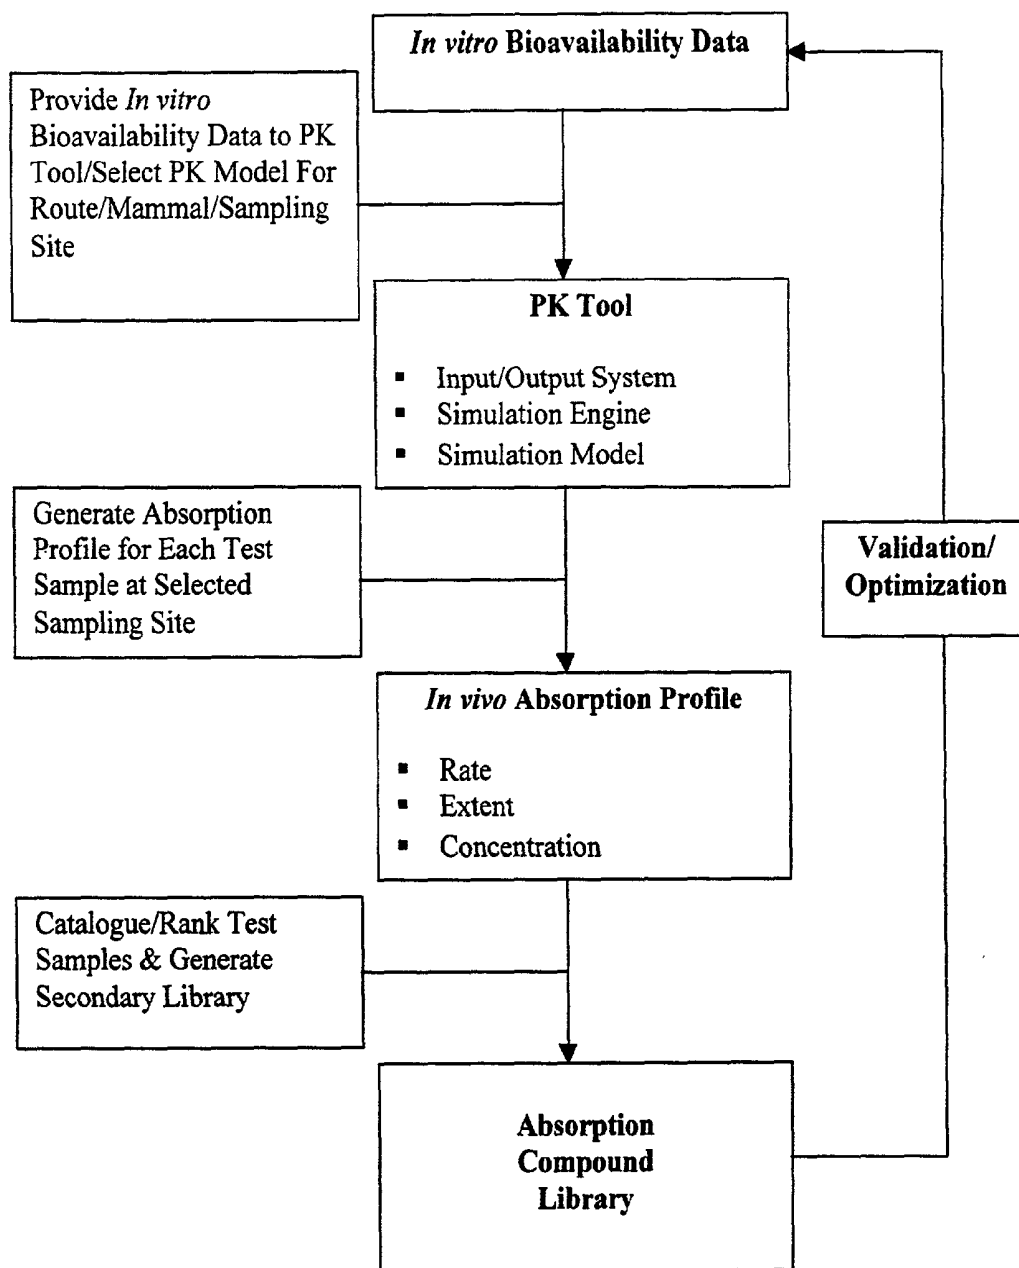 In vitro Bioavailability Data
Provide In vitro
Bioavailability Data to PK
Tool/Select PK Model For
Route/Mammal/Sampling
Site
PK Tool
▪ Input/Output System
▪ Simulation Engine
▪ Simulation Model
Generate Absorption
Profile for Each Test
Sample at Selected
Sampling Site
Validation/
Optimization
In vivo Absorption Profile
▪ Rate
▪ Extent
▪ Concentration
Catalogue/Rank Test
Samples & Generate
Secondary Library
Absorption
Compound
Library